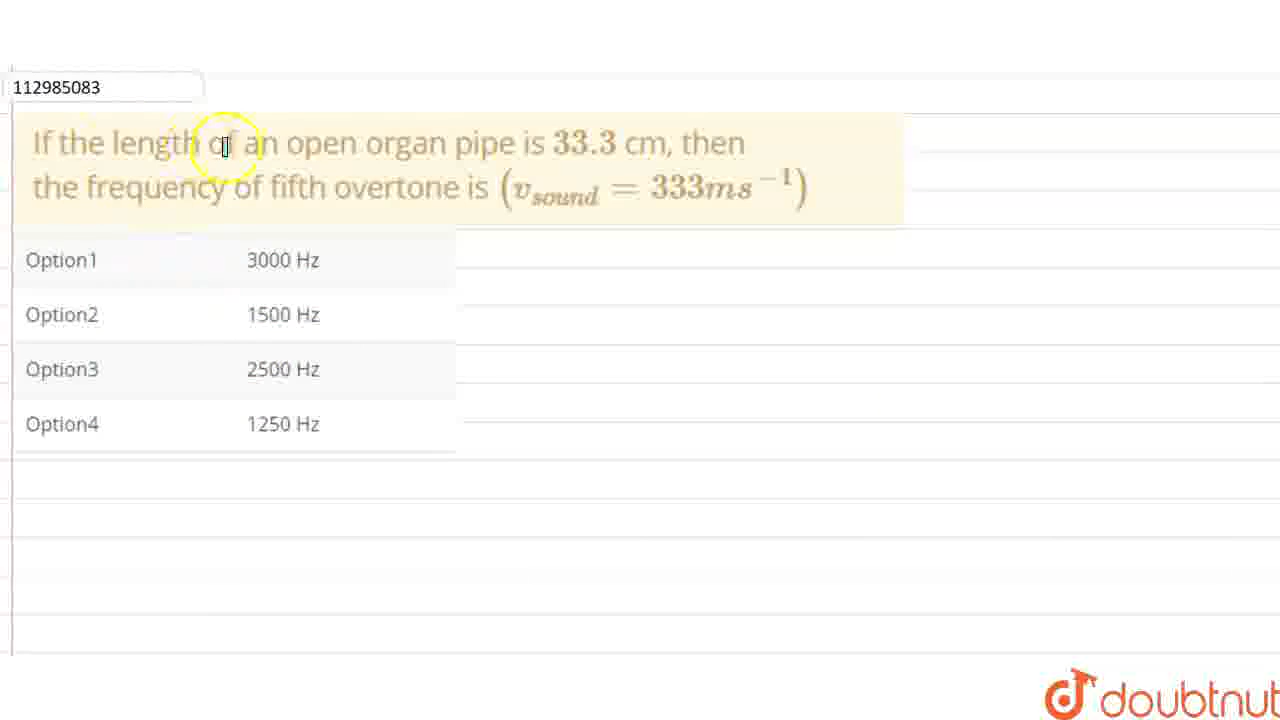 112985083
If the length of an open organ pipe is 33.3 cm, then
the frequency of fifth overtone is (v_sound = 333ms⁻¹)
Option1 3000 Hz
Option2 1500 Hz
Option3 2500 Hz
Option4 1250 Hz
doubtnut